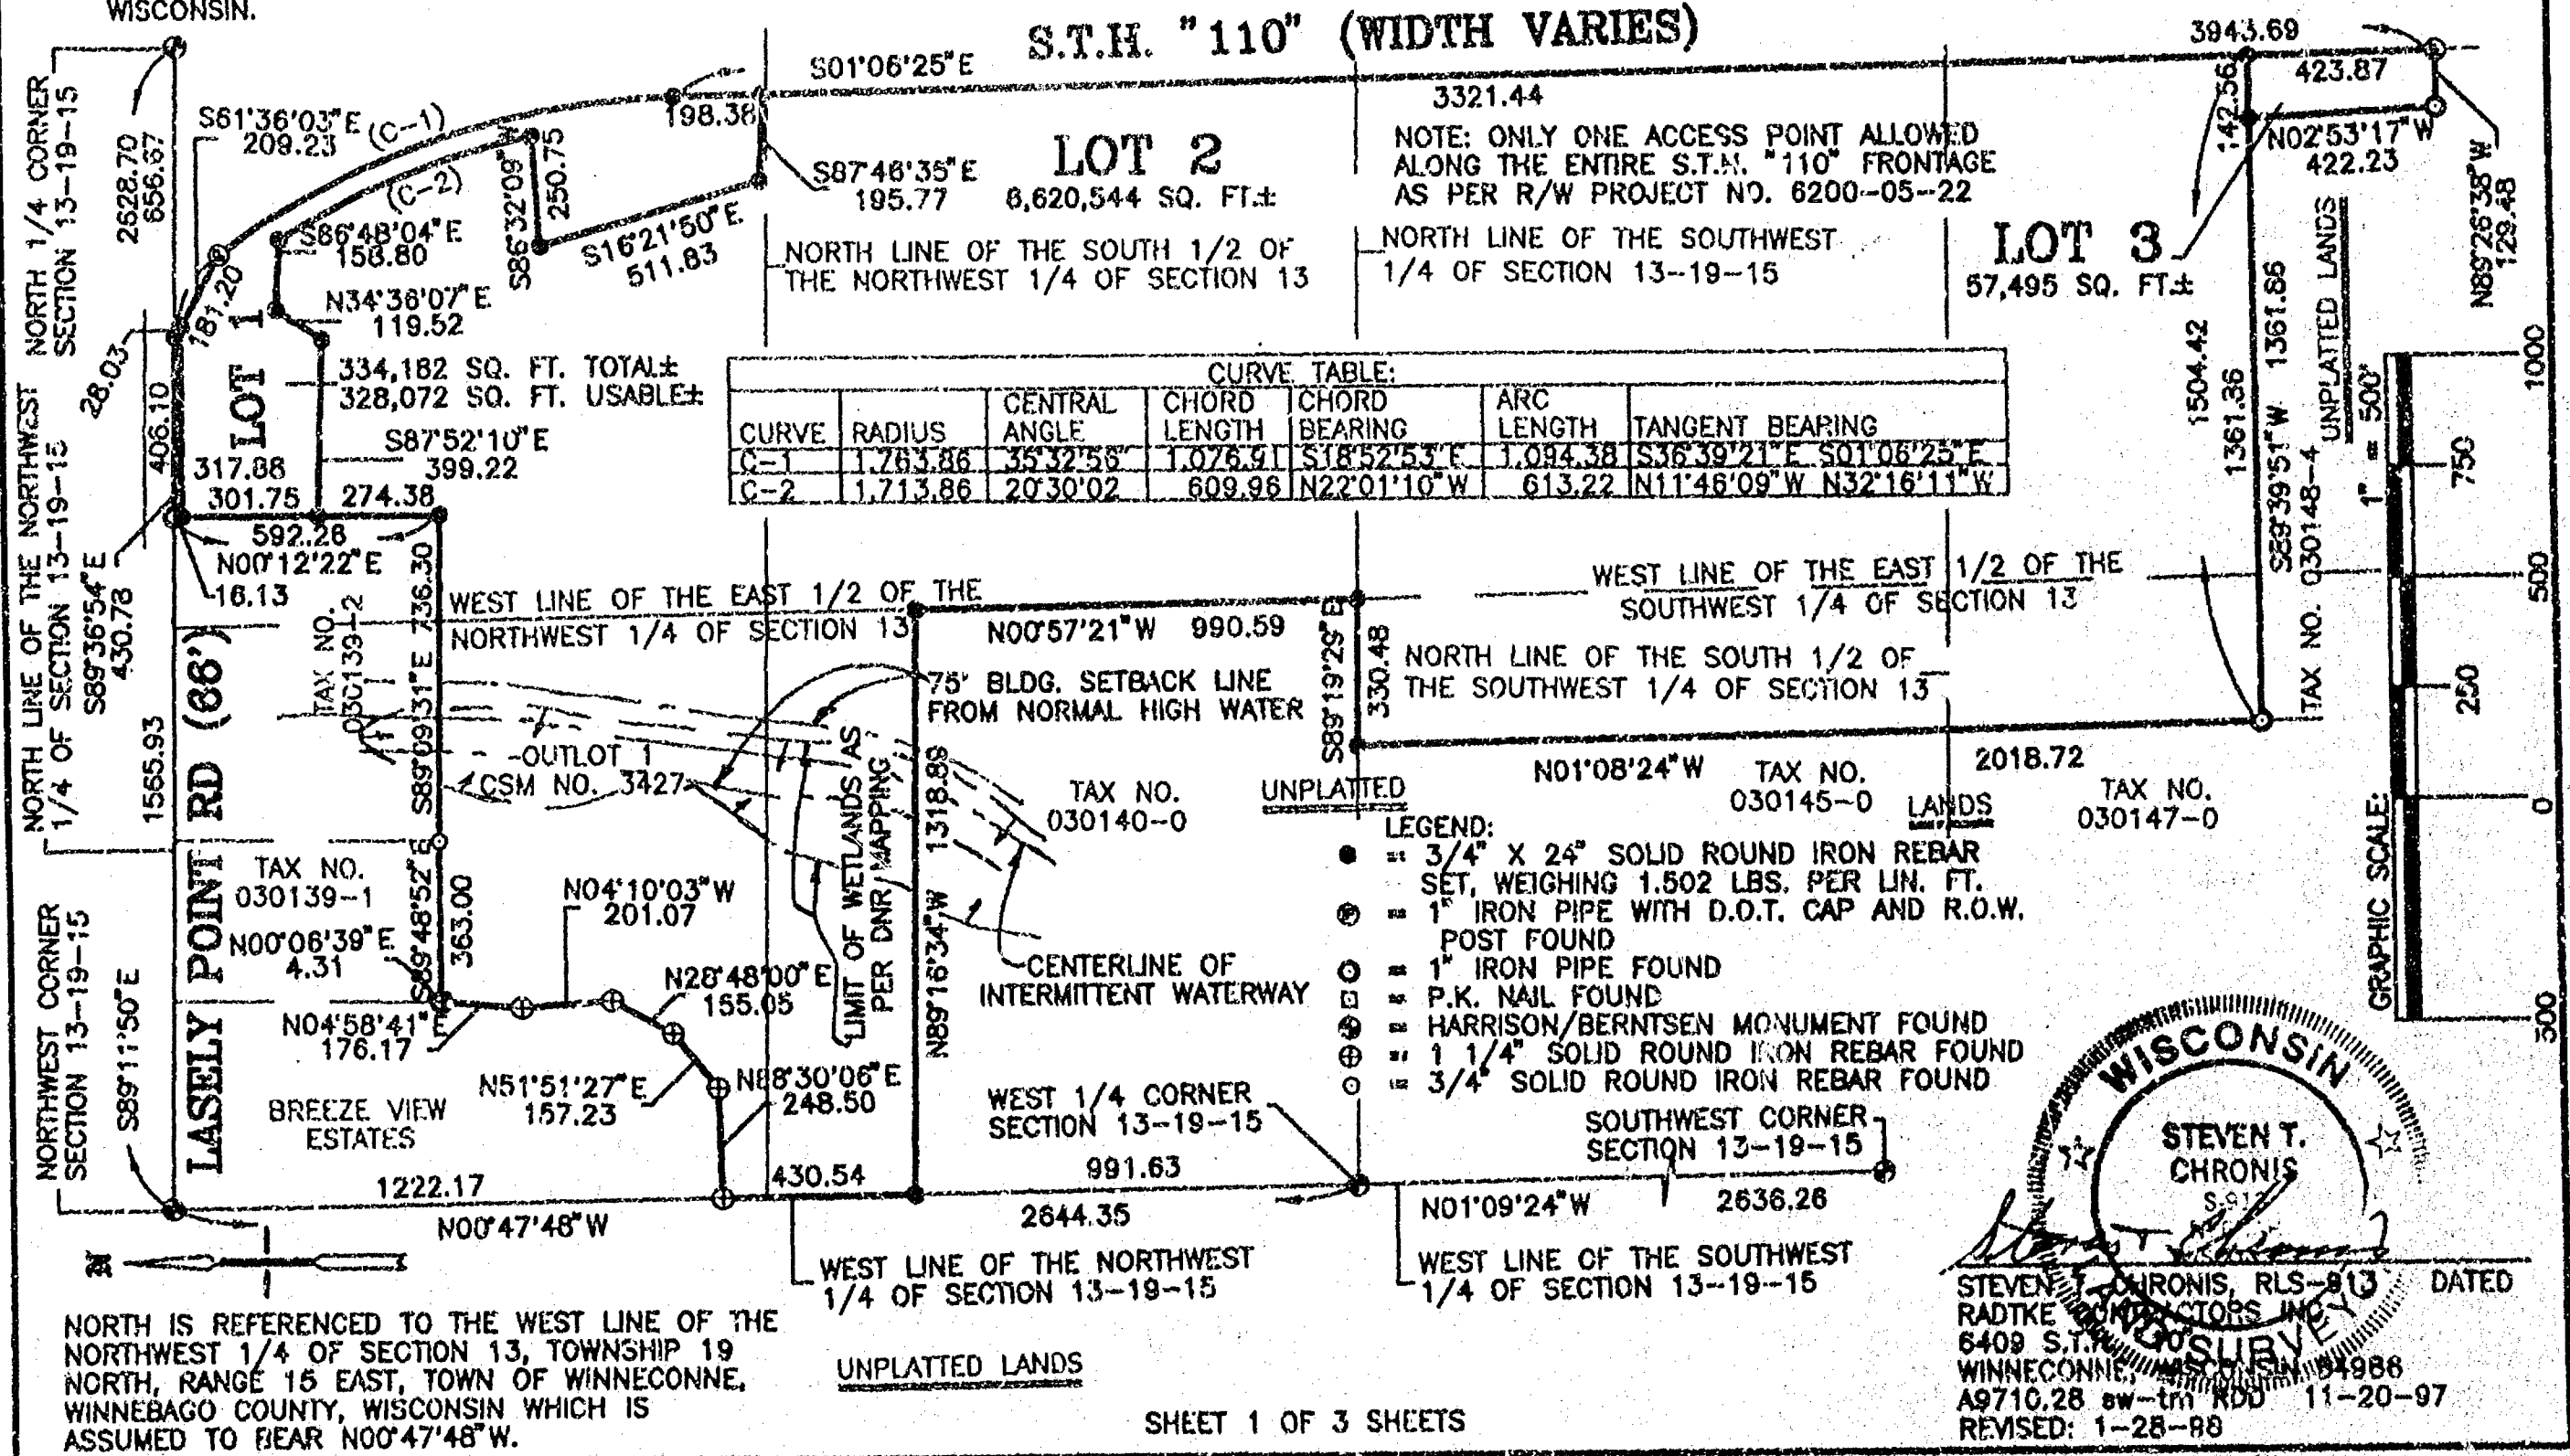 WISCONSIN.
S.T.H. "110" (WIDTH VARIES)
NORTH 1/4 CORNER
SECTION 13-19-15
2628.70
656.67
S61°36'03"E
209.23
(C-1)
(C-2)
S01°06'25"E
198.38
3321.44
3943.69
423.87
142.56
N02°53'17"W
422.23
N89°26'38"W
129.48
S87°46'35"E
195.77
LOT 2
6,620,544 SQ. FT.±
NOTE: ONLY ONE ACCESS POINT ALLOWED
ALONG THE ENTIRE S.T.H. "110" FRONTAGE
AS PER R/W PROJECT NO. 6200-05-22
S86°32'09"W
250.75
S16°21'50"E
511.83
S86°48'04"E
158.80
N34°36'07"E
119.52
181.20
28.03
NORTH LINE OF THE SOUTH 1/2 OF
THE NORTHWEST 1/4 OF SECTION 13
NORTH LINE OF THE SOUTHWEST
1/4 OF SECTION 13-19-15
LOT 3
57,495 SQ. FT.±
LOT 1
334,182 SQ. FT. TOTAL±
328,072 SQ. FT. USABLE±
S87°52'10"E
399.22
406.10
317.88
301.75
274.38
592.26
N00°12'22"E
16.13
NORTH LINE OF THE NORTHWEST
1/4 OF SECTION 13-19-15
S89°36'54"E
430.78
CURVE TABLE:
CURVE RADIUS CENTRAL ANGLE CHORD LENGTH CHORD BEARING ARC LENGTH TANGENT BEARING
C-1 1,763.86 35°32'56" 1,076.91 S18°52'53"E 1,094.38 S36°39'21"E S01°06'25"E
C-2 1,713.86 20°30'02 609.96 N22°01'10"W 613.22 N11°46'09"W N32°16'11"W
1504.42
1361.36
S89°39'51"W 1361.86
UNPLATTED LANDS
TAX NO. 030148-4
1" = 500'
GRAPHIC SCALE:
1000
750
500
250
0
500
TAX NO.
030139-2
S89°09'31"E 736.30
WEST LINE OF THE EAST 1/2 OF THE
NORTHWEST 1/4 OF SECTION 13
N00°57'21"W 990.59
WEST LINE OF THE EAST 1/2 OF THE
SOUTHWEST 1/4 OF SECTION 13
S89°19'29"E
330.48
NORTH LINE OF THE SOUTH 1/2 OF
THE SOUTHWEST 1/4 OF SECTION 13
75' BLDG. SETBACK LINE
FROM NORMAL HIGH WATER
OUTLOT 1
CSM NO. 3427
1565.93
LASELY POINT RD (66')
N01°08'24"W
2018.72
TAX NO.
030145-0
TAX NO.
030147-0
UNPLATTED
LANDS
TAX NO.
030140-0
N89°16'34"W 1318.89
LIMIT OF WETLANDS AS
PER DNR MAPPING
CENTERLINE OF
INTERMITTENT WATERWAY
TAX NO.
030139-1
N00°06'39"E
4.31
S89°48'52"E
363.00
N04°10'03"W
201.07
N28°48'00"E
155.05
N04°58'41"E
176.17
N51°51'27"E
157.23
N88°30'06"E
248.50
BREEZE VIEW
ESTATES
NORTHWEST CORNER
SECTION 13-19-15
S89°11'50"E
LEGEND:
= 3/4" X 24" SOLID ROUND IRON REBAR
SET, WEIGHING 1.502 LBS. PER LIN. FT.
= 1" IRON PIPE WITH D.O.T. CAP AND R.O.W.
POST FOUND
= 1" IRON PIPE FOUND
= P.K. NAIL FOUND
= HARRISON/BERNTSEN MONUMENT FOUND
= 1 1/4" SOLID ROUND IRON REBAR FOUND
= 3/4" SOLID ROUND IRON REBAR FOUND
WEST 1/4 CORNER
SECTION 13-19-15
SOUTHWEST CORNER
SECTION 13-19-15
1222.17
430.54
991.63
N00°47'48"W
2644.35
N01°09'24"W
2636.26
WEST LINE OF THE NORTHWEST
1/4 OF SECTION 13-19-15
WEST LINE OF THE SOUTHWEST
1/4 OF SECTION 13-19-15
NORTH IS REFERENCED TO THE WEST LINE OF THE
NORTHWEST 1/4 OF SECTION 13, TOWNSHIP 19
NORTH, RANGE 15 EAST, TOWN OF WINNECONNE,
WINNEBAGO COUNTY, WISCONSIN WHICH IS
ASSUMED TO BEAR N00°47'48"W.
UNPLATTED LANDS
SHEET 1 OF 3 SHEETS
WISCONSIN
STEVEN T.
CHRONIS
LAND SURVEY
STEVEN T. CHRONIS, RLS-913 DATED
RADTKE CONTRACTORS INC.
6409 S.T.H. "110"
WINNECONNE, WISCONSIN 54986
A9710.28 sw-tm RDD 11-20-97
REVISED: 1-28-98